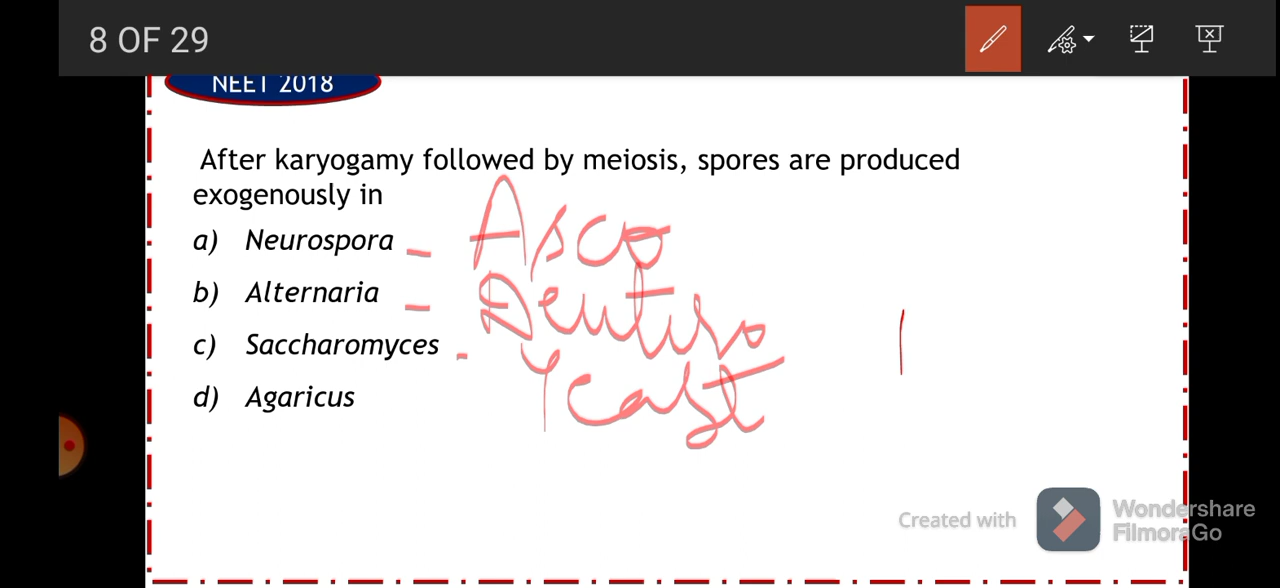 8 OF 29
NEET 2018
After karyogamy followed by meiosis, spores are produced
exogenously in
a) Neurospora - Asco
b) Alternaria - Deutro
c) Saccharomyces - Yeast
d) Agaricus
Created with
Wondershare
FilmoraGo